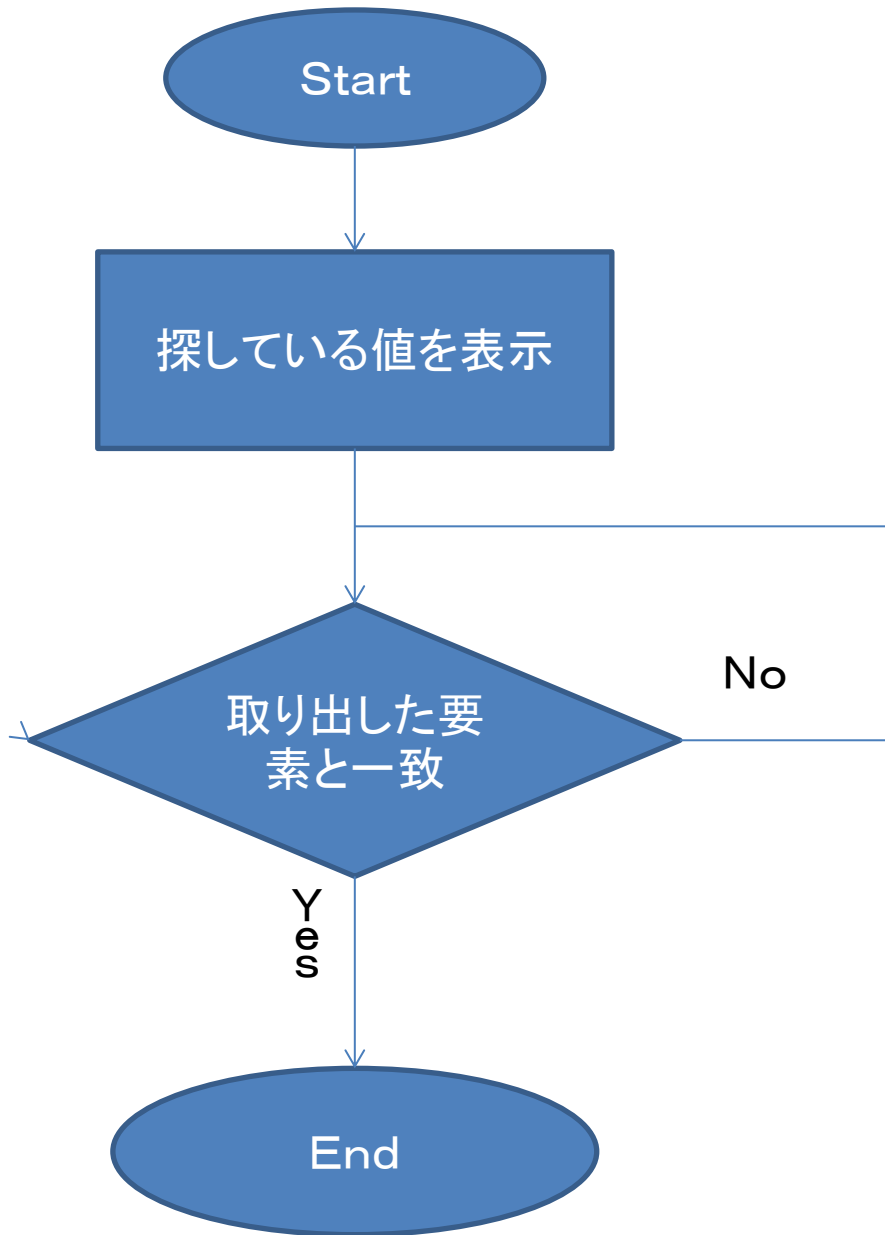 Start
探している値を表示
No
取り出した要
素と一致
Yes
End